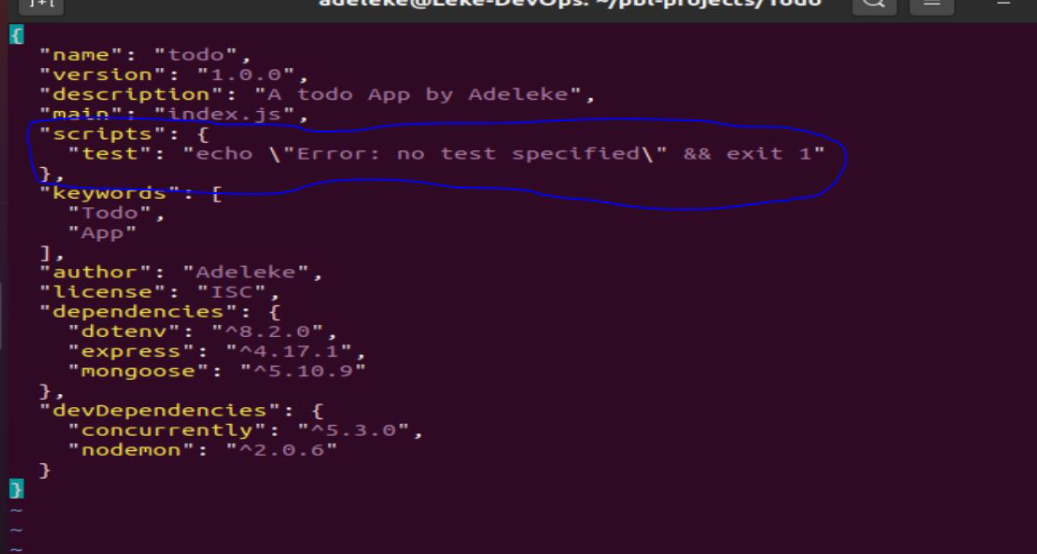 adeleke@Leke-DevOps: ~/pbl-projects/Todo
{
  "name": "todo",
  "version": "1.0.0",
  "description": "A todo App by Adeleke",
  "main": "index.js",
  "scripts": {
    "test": "echo \"Error: no test specified\" && exit 1"
  },
  "keywords": [
    "Todo",
    "App"
  ],
  "author": "Adeleke",
  "license": "ISC",
  "dependencies": {
    "dotenv": "^8.2.0",
    "express": "^4.17.1",
    "mongoose": "^5.10.9"
  },
  "devDependencies": {
    "concurrently": "^5.3.0",
    "nodemon": "^2.0.6"
  }
}
~
~
~